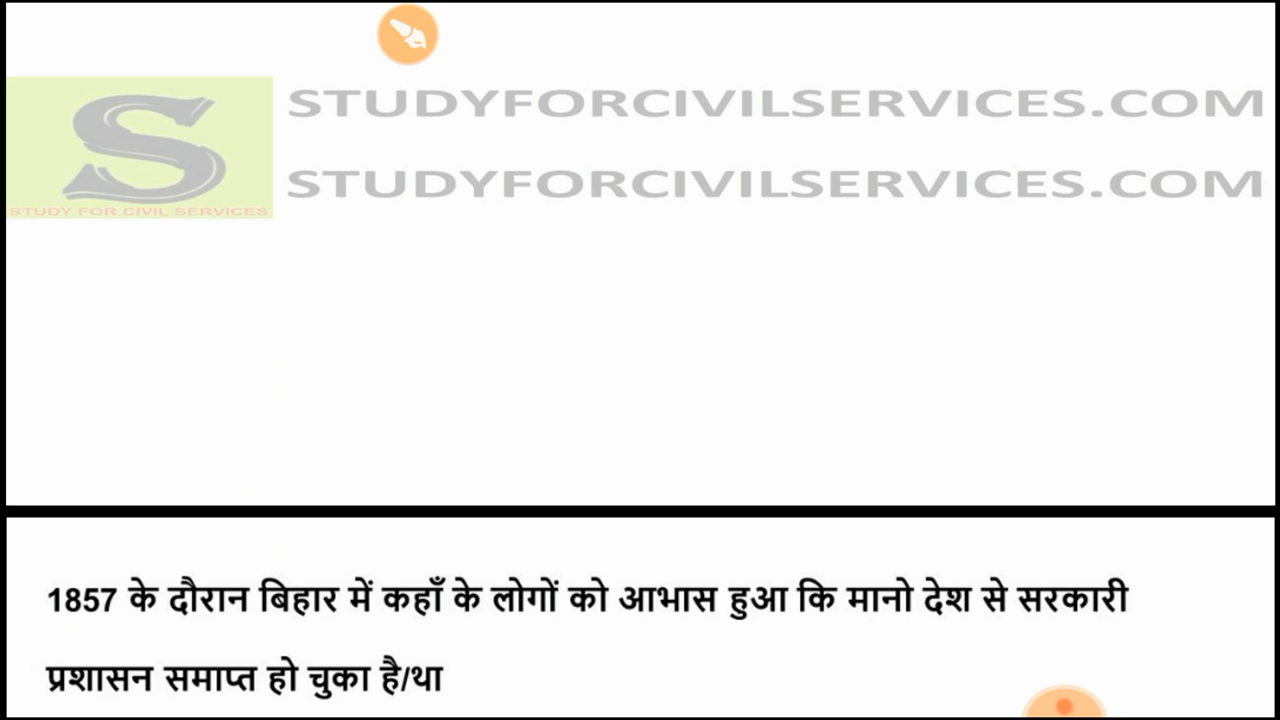 STUDYFORCIVILSERVICES.COM
S
STUDYFORCIVILSERVICES.COM
STUDY FOR CIVIL SERVICES
1857 के दौरान बिहार में कहाँ के लोगों को आभास हुआ कि मानो देश से सरकारी
प्रशासन समाप्त हो चुका है/था